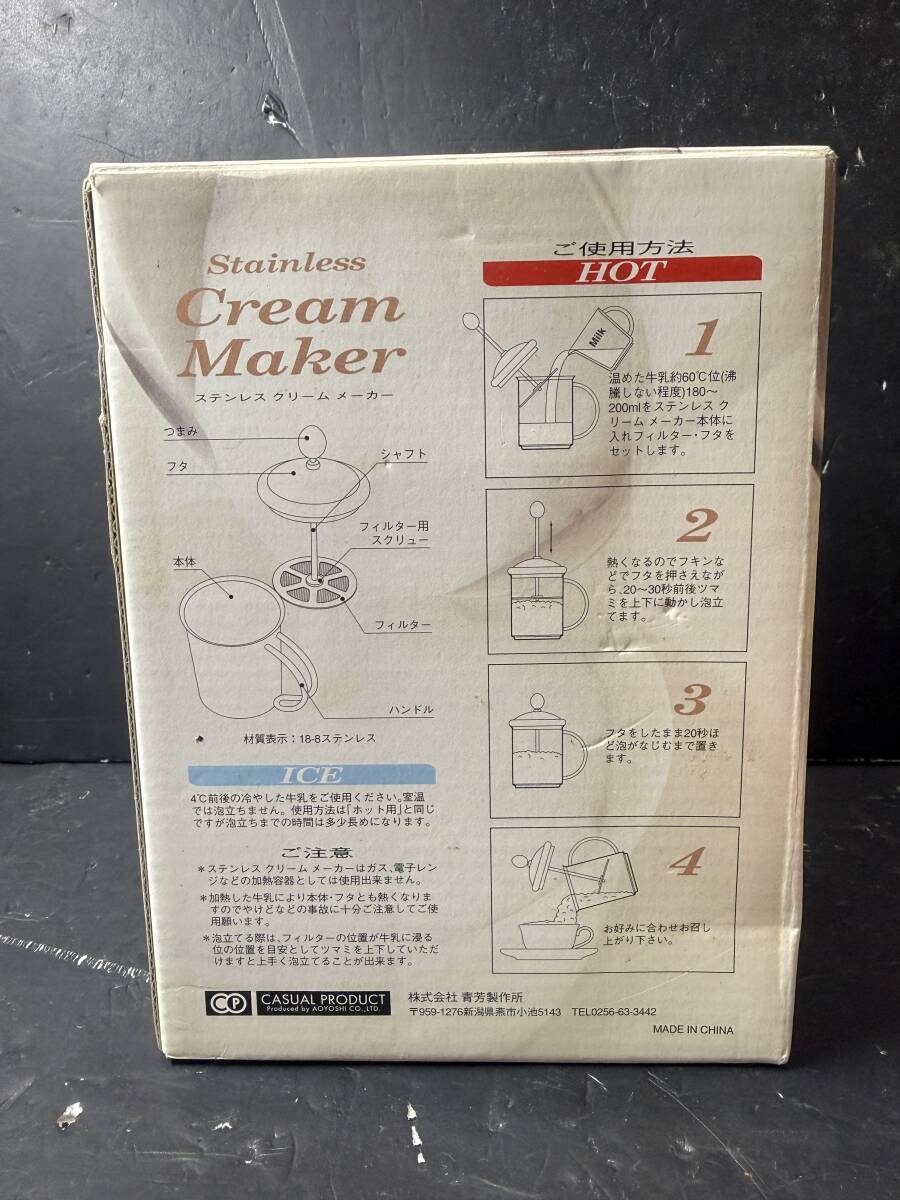 Stainless
Cream
Maker
ステンレス クリーム メーカー
つまみ
フタ
シャフト
フィルター用
スクリュー
本体
フィルター
ハンドル
材質表示:18-8ステンレス
ICE
4℃前後の冷やした牛乳をご使用ください。室温
では泡立ちません。使用方法は「ホット用」と同じ
ですが泡立ちまでの時間は多少長めになります。
ご注意
*ステンレス クリーム メーカーはガス、電子レン
ジなどの加熱容器としては使用出来ません。
*加熱した牛乳により本体・フタとも熱くなりま
すのでやけどなどの事故に十分ご注意してご使
用願います。
*泡立てる際は、フィルターの位置が牛乳に浸る
位の位置を目安としてツマミを上下していただ
けますと上手く泡立てることが出来ます。
ご使用方法
HOT
Milk
1
温めた牛乳約60℃位(沸
騰しない程度)180〜
200mlをステンレス ク
リーム メーカー本体に
入れフィルター・フタを
セットします。
2
熱くなるのでフキンな
どでフタを押さえなが
ら、20〜30秒前後ツマ
ミを上下に動かし泡立
てます。
3
フタをしたまま20秒ほ
ど泡がなじむまで置き
ます。
4
お好みに合わせお召し
上がり下さい。
CP CASUAL PRODUCT
Produced by AOYOSHI CO.,LTD.
株式会社 青芳製作所
〒959-1276新潟県燕市小池5143 TEL0256-63-3442
MADE IN CHINA